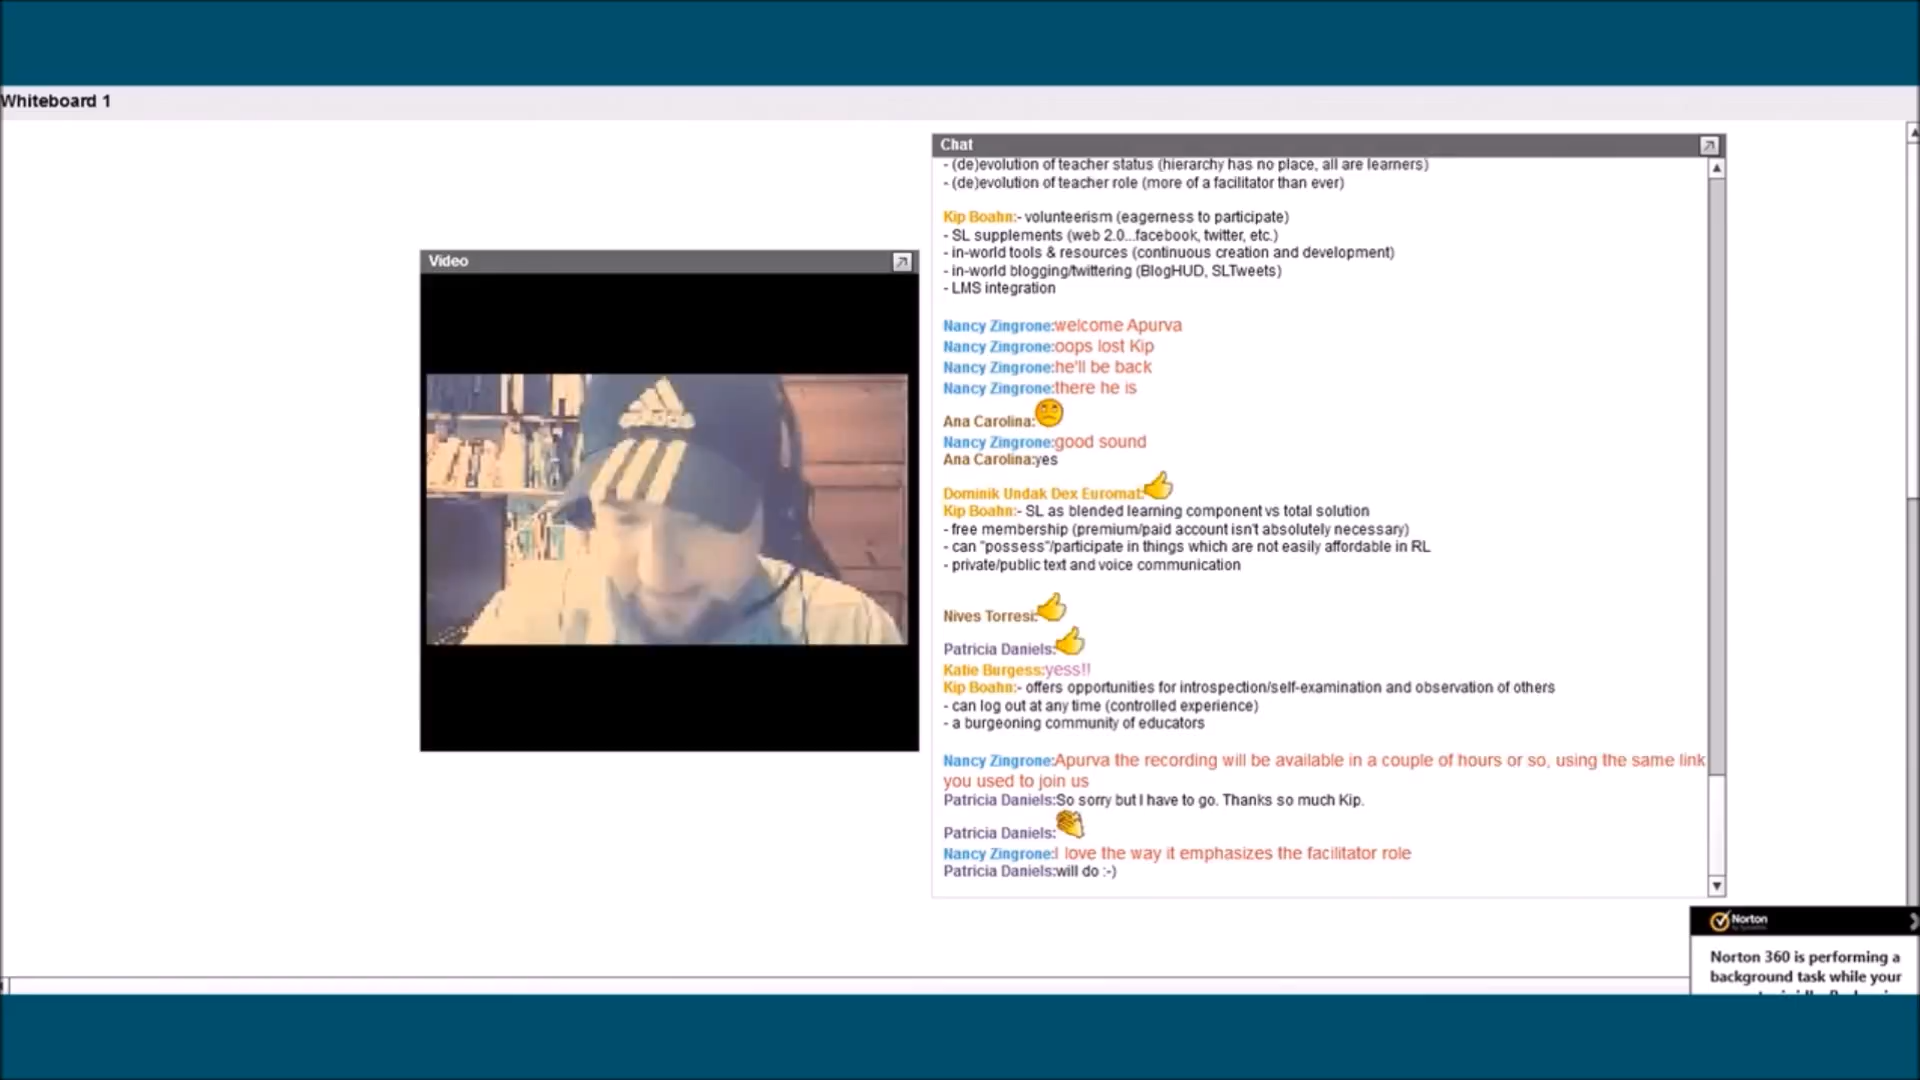 Whiteboard 1
Chat
- (de)evolution of teacher status (hierarchy has no place, all are learners)
- (de)evolution of teacher role (more of a facilitator than ever)
Kip Boahn:- volunteerism (eagerness to participate)
- SL supplements (web 2.0...facebook, twitter, etc.)
- in-world tools & resources (continuous creation and development)
- in-world blogging/twittering (BlogHUD, SLTweets)
- LMS integration
Nancy Zingrone:welcome Apurva
Nancy Zingrone:oops lost Kip
Nancy Zingrone:he'll be back
Nancy Zingrone:there he is
Ana Carolina:
Nancy Zingrone:good sound
Ana Carolina:yes
Dominik Undak Dex Euromat:
Kip Boahn:- SL as blended learning component vs total solution
- free membership (premium/paid account isn't absolutely necessary)
- can "possess"/participate in things which are not easily affordable in RL
- private/public text and voice communication
Nives Torresi:
Patricia Daniels:
Katie Burgess:yess!!
Kip Boahn:- offers opportunities for introspection/self-examination and observation of others
- can log out at any time (controlled experience)
- a burgeoning community of educators
Nancy Zingrone:Apurva the recording will be available in a couple of hours or so, using the same link
you used to join us
Patricia Daniels:So sorry but I have to go. Thanks so much Kip.
Patricia Daniels:
Nancy Zingrone:I love the way it emphasizes the facilitator role
Patricia Daniels:will do :-)
Video
adidas
Norton
Norton 360 is performing a
background task while your